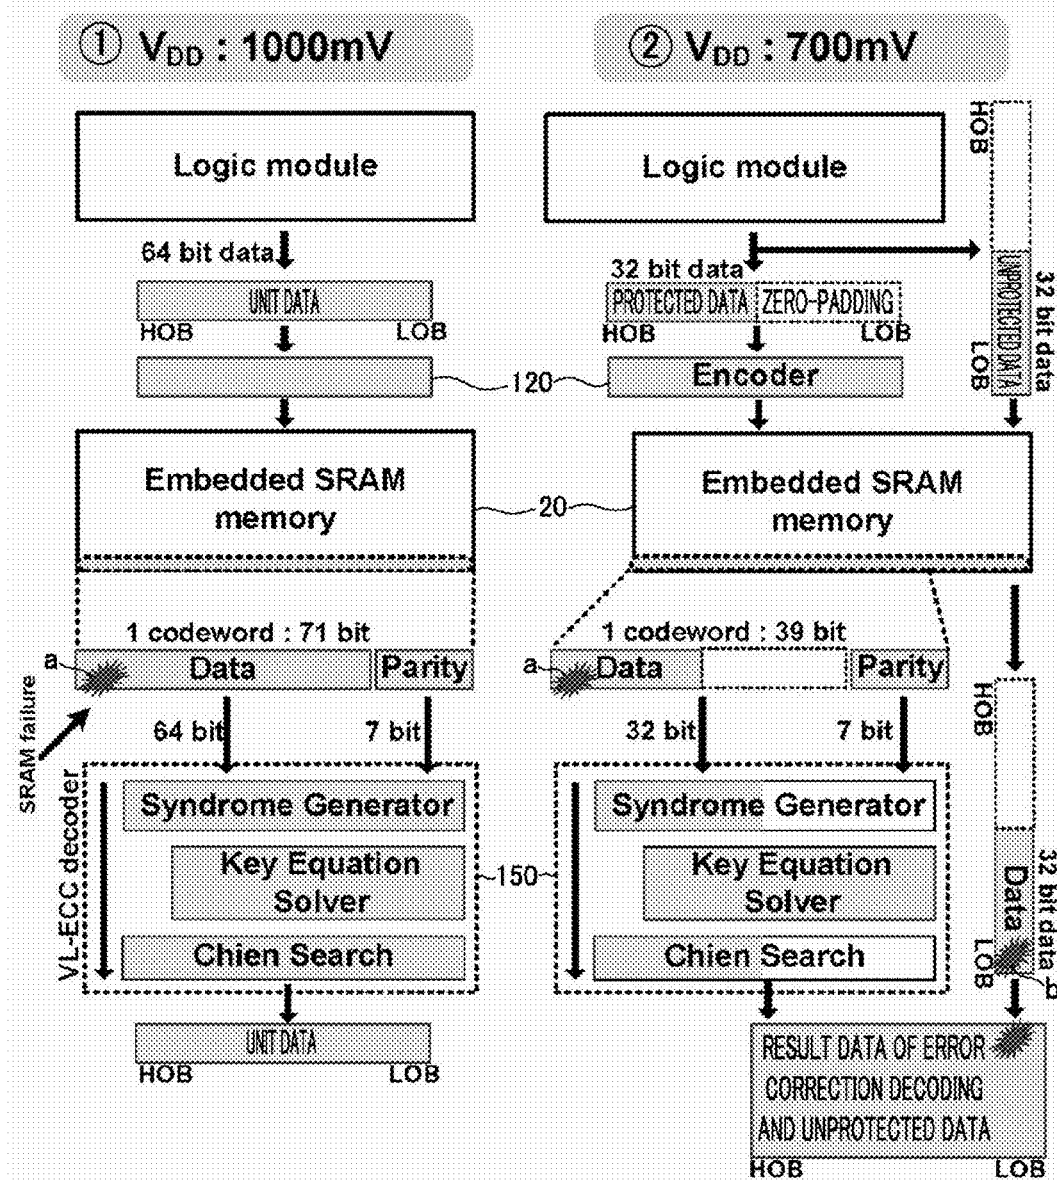 ① VDD : 1000mV
Logic module
64 bit data
UNIT DATA
HOB LOB
120
Embedded SRAM
memory
20
1 codeword : 71 bit
a
Data Parity
SRAM failure
64 bit 7 bit
VL-ECC decoder
Syndrome Generator
Key Equation
Solver
150
Chien Search
UNIT DATA
HOB LOB
② VDD : 700mV
Logic module
HOB
UNPROTECTED DATA
LOB
32 bit data
32 bit data
PROTECTED DATA ZERO-PADDING
HOB LOB
Encoder
Embedded SRAM
memory
1 codeword : 39 bit
a
Data Parity
32 bit 7 bit
Syndrome Generator
Key Equation
Solver
Chien Search
HOB
Data
LOB
32 bit data
RESULT DATA OF ERROR
CORRECTION DECODING
AND UNPROTECTED DATA
HOB LOB